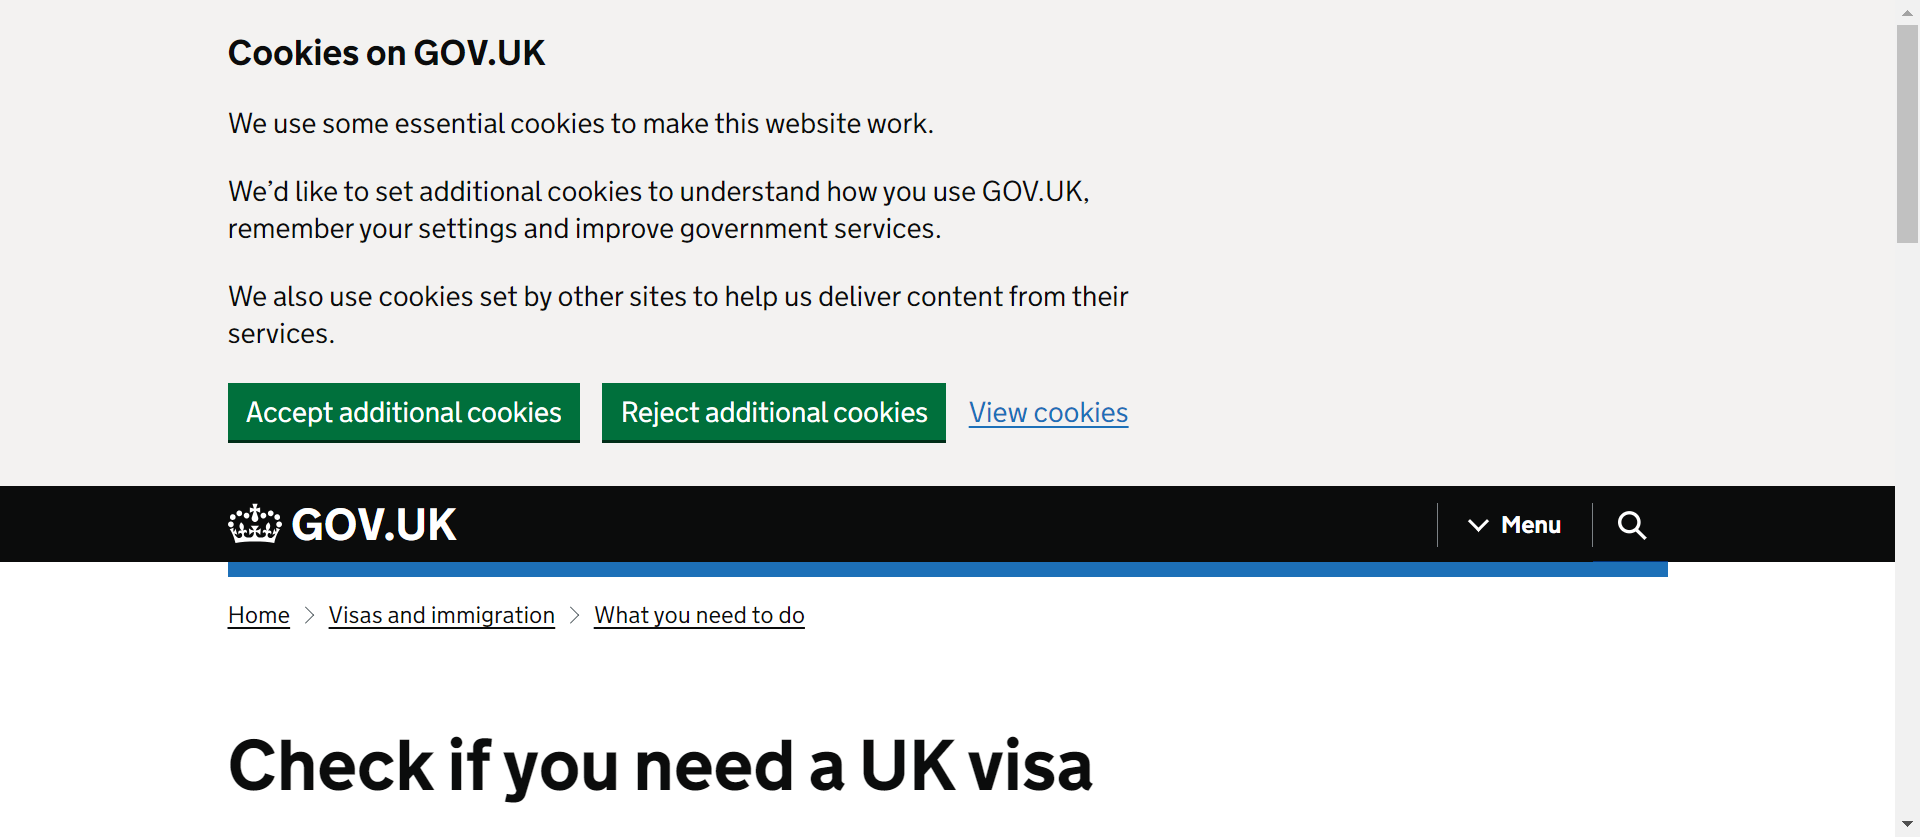 Cookies on GOV.UK
We use some essential cookies to make this website work.
We’d like to set additional cookies to understand how you use GOV.UK,
remember your settings and improve government services.
We also use cookies set by other sites to help us deliver content from their
services.
Accept additional cookies Reject additional cookies View cookies
GOV.UK Menu
Home Visas and immigration What you need to do
Check if you need a UK visa